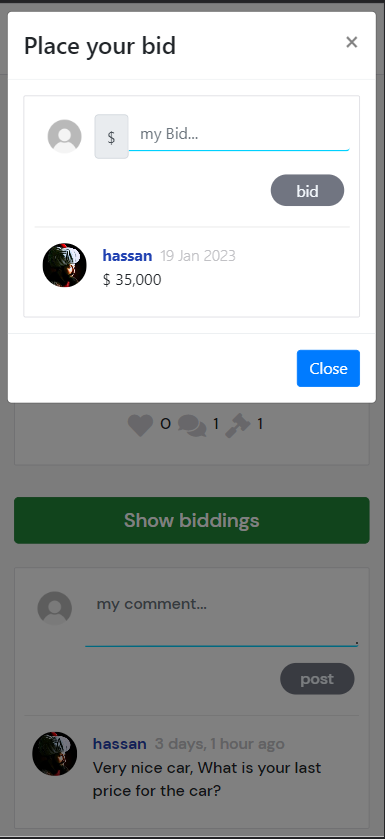 Place your bid ×
$ my Bid...
bid
hassan 19 Jan 2023
$ 35,000
Close
0 1 1
Show biddings
my comment...
post
hassan 3 days, 1 hour ago
Very nice car, What is your last
price for the car?